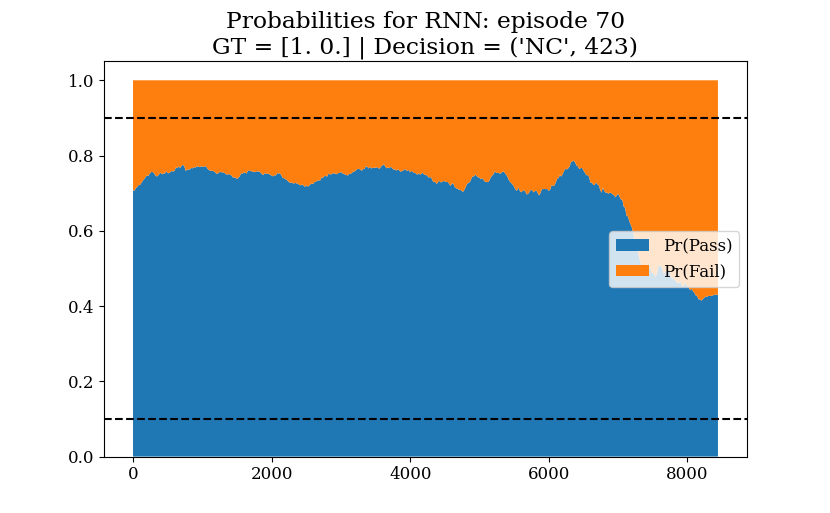 Probabilities for RNN: episode 70
GT = [1. 0.] | Decision = ('NC', 423)
1.0
0.8
0.6
0.4
0.2
0.0
Pr(Pass)
Pr(Fail)
0
2000
4000
6000
8000